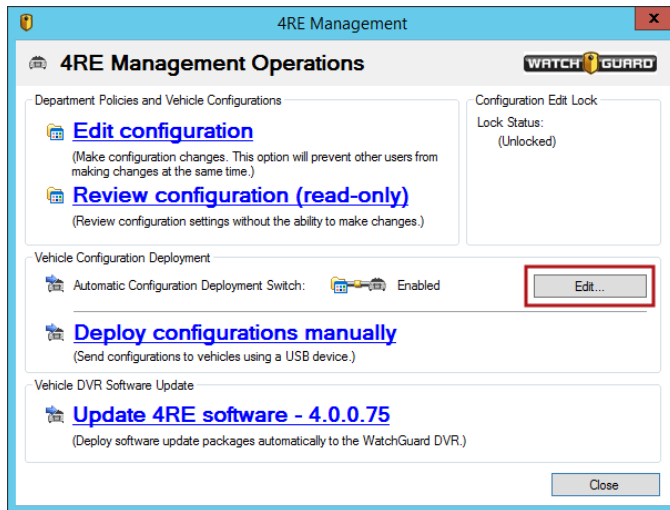 4RE Management
x
4RE Management Operations
WATCH GUARD
Department Policies and Vehicle Configurations
Edit configuration
(Make configuration changes. This option will prevent other users from
making changes at the same time.)
Review configuration (read-only)
(Review configuration settings without the ability to make changes.)
Configuration Edit Lock
Lock Status:
(Unlocked)
Vehicle Configuration Deployment
Automatic Configuration Deployment Switch: Enabled
Edit...
Deploy configurations manually
(Send configurations to vehicles using a USB device.)
Vehicle DVR Software Update
Update 4RE software - 4.0.0.75
(Deploy software update packages automatically to the WatchGuard DVR.)
Close